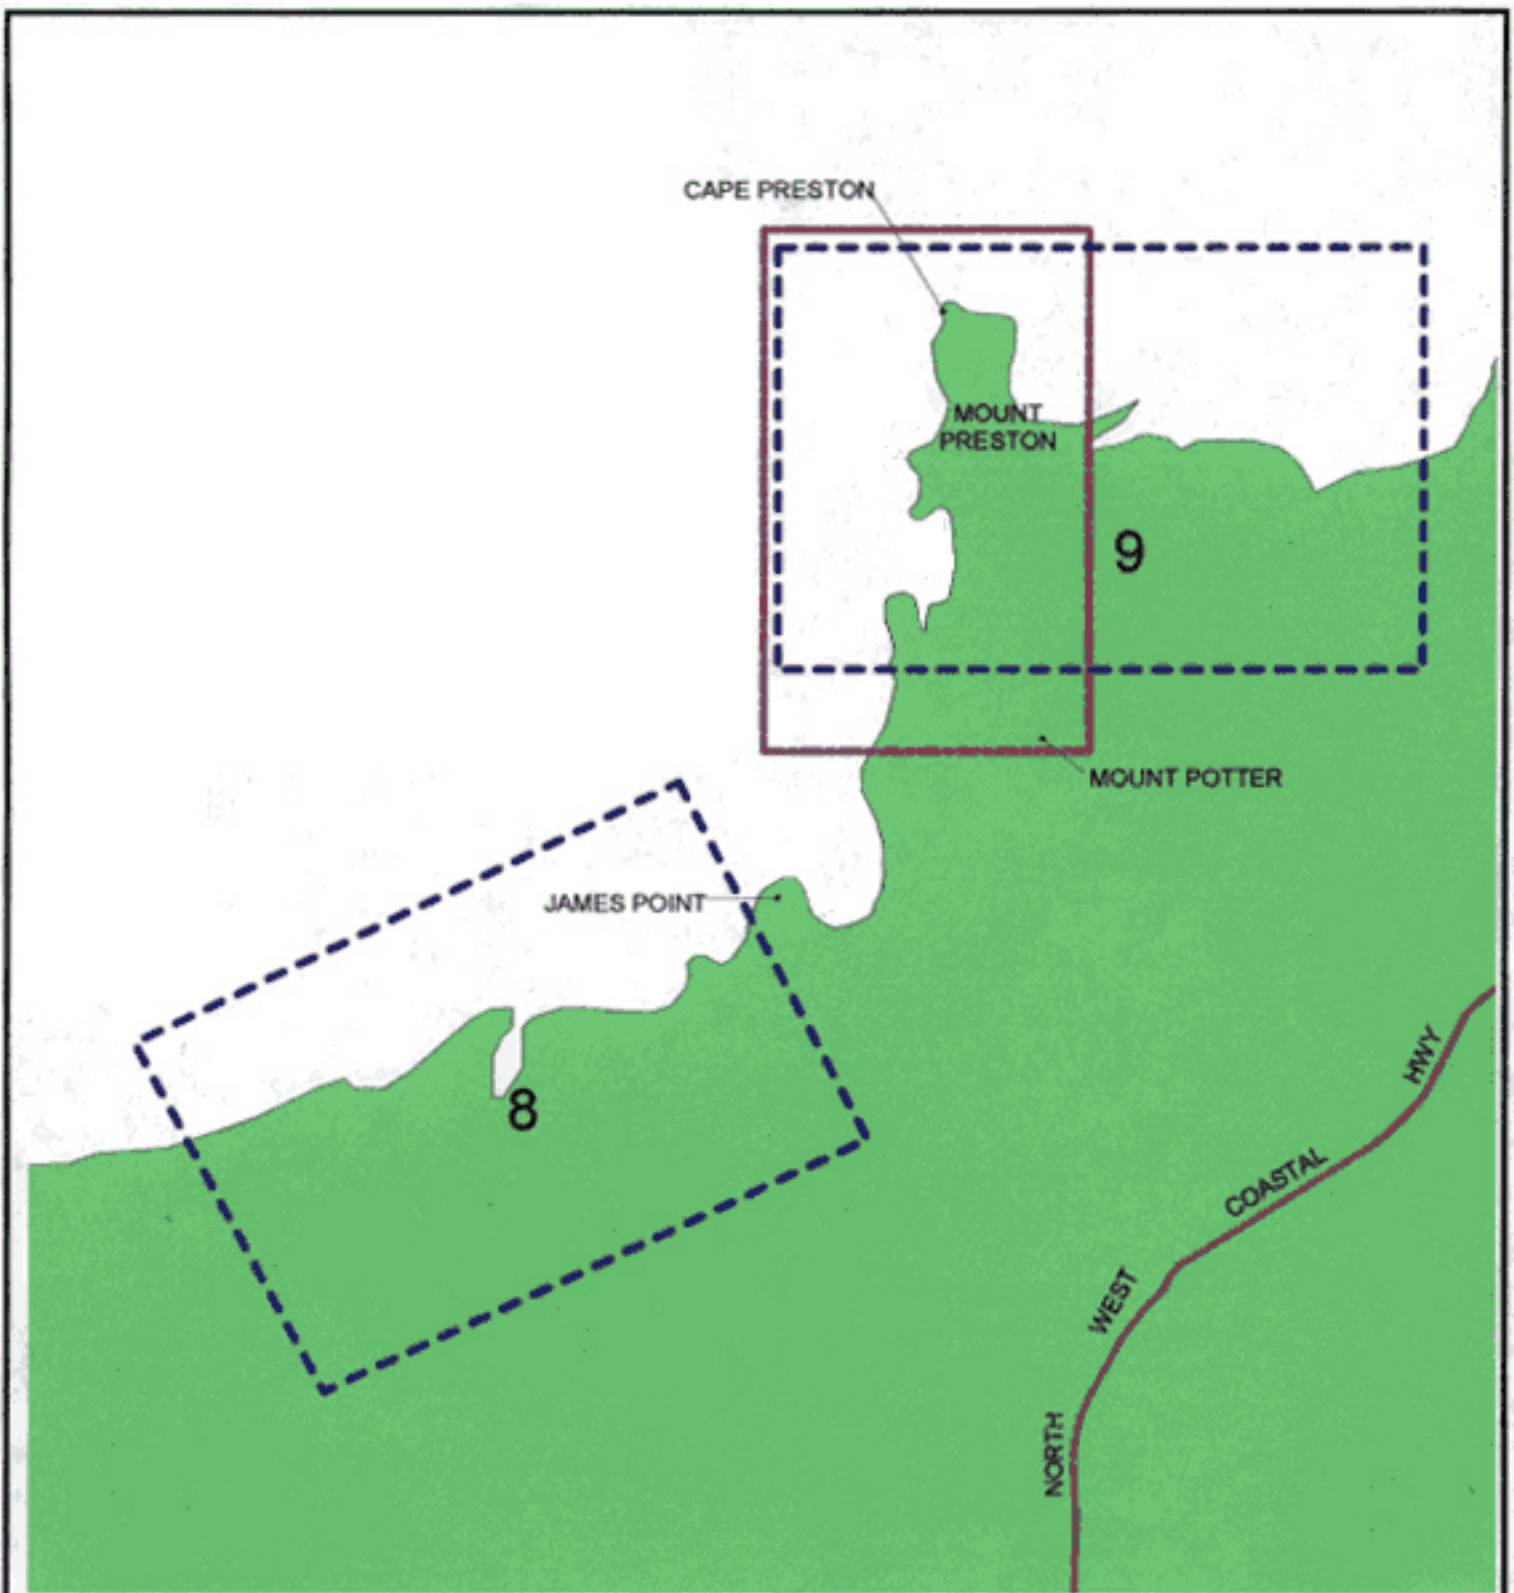 CAPE PRESTON
MOUNT
PRESTON
9
MOUNT POTTER
JAMES POINT
8
NORTH WEST COASTAL HWY